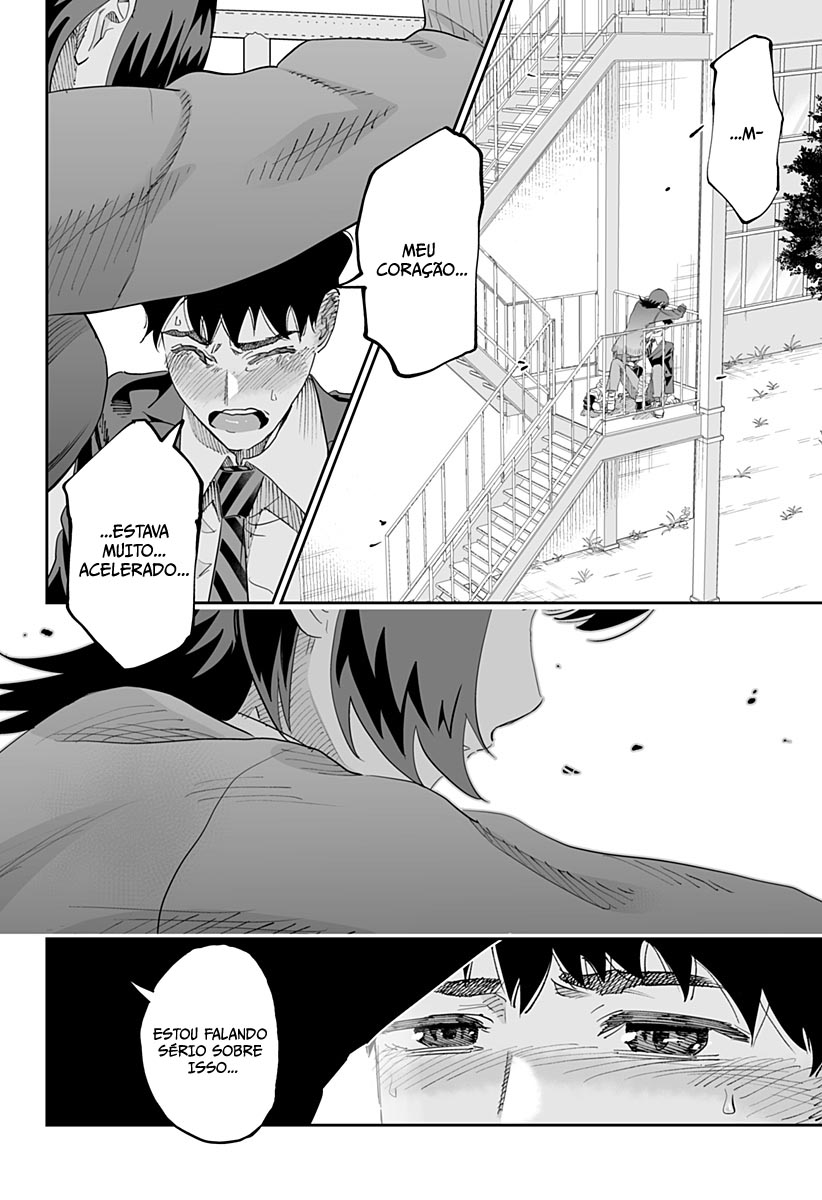 ...M-
MEU
CORAÇÃO...
...ESTAVA
MUITO...
ACELERADO...
ESTOU FALANDO
SÉRIO SOBRE
ISSO...